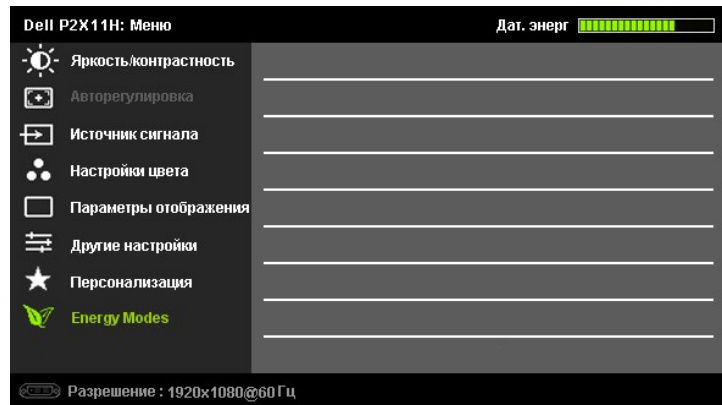 Dell P2X11H: Меню Дат. энерг
Яркость/контрастность
Авторегулировка
Источник сигнала
Настройки цвета
Параметры отображения
Другие настройки
Персонализация
Energy Modes
Разрешение : 1920x1080@60 Гц